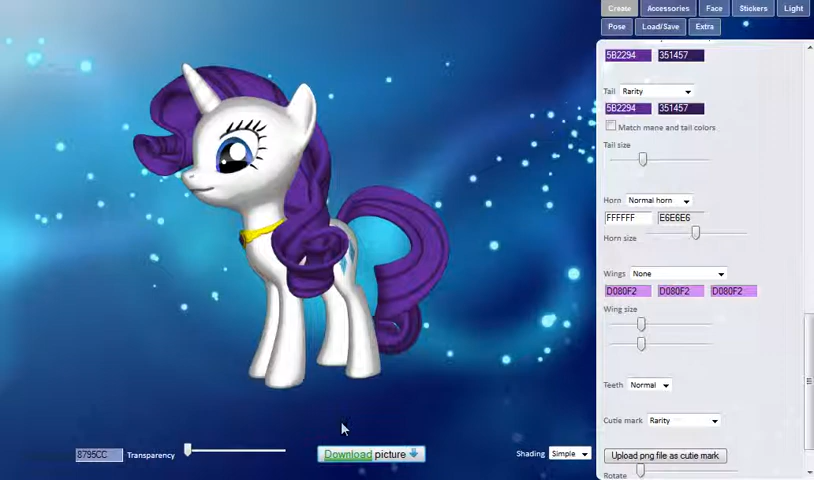 Create Accessories Face Stickers Light
Pose Load/Save Extra
5B2294 351457
Tail Rarity
5B2294 351457
Match mane and tail colors
Tail size
Horn Normal horn
FFFFFF E6E6E6
Horn size
Wings None
D080F2 D080F2 D080F2
Wing size
Teeth Normal
Cutie mark Rarity
Upload png file as cutie mark
Rotate
8795CC Transparency
Download picture
Shading Simple